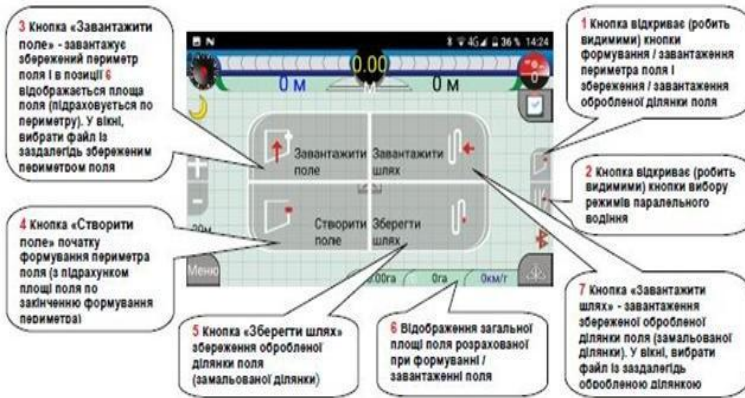 3 Кнопка «Завантажити
поле» - завантажує
збережений периметр
поля і в позиції 6
відображається площа
поля (підраховується по
периметру). У вікні,
вибрати файл із
заздалегідь збереженим
периметром поля
4 Кнопка «Створити
поле» початку
формування периметра
поля (з підрахунком
площі поля по
закінченню формування
периметра)
5 Кнопка «Зберегти шлях»
збереження обробленої
ділянки поля
(замальованої ділянки)
6 Відображення загальної
площі поля розрахованої
при формуванні /
завантаженні поля
1 Кнопка відкриває (робить
видимими) кнопки
формування / завантаження
периметра поля і
збереження / завантаження
обробленої ділянки поля
2 Кнопка відкриває (робить
видимими) кнопки вибору
режимів паралельного
водіння
7 Кнопка «Завантажити
шлях» - завантаження
збереженої обробленої
ділянки поля (замальованої
ділянки). У вікні, вибрати
файл із заздалегідь
обробленою ділянкою
4G 36% 14:24
0.00
0 м м 0 м
0
Завантажити
поле
Завантажити
шлях
Створити
поле
Зберегти
шлях
Меню
0га 0км/г